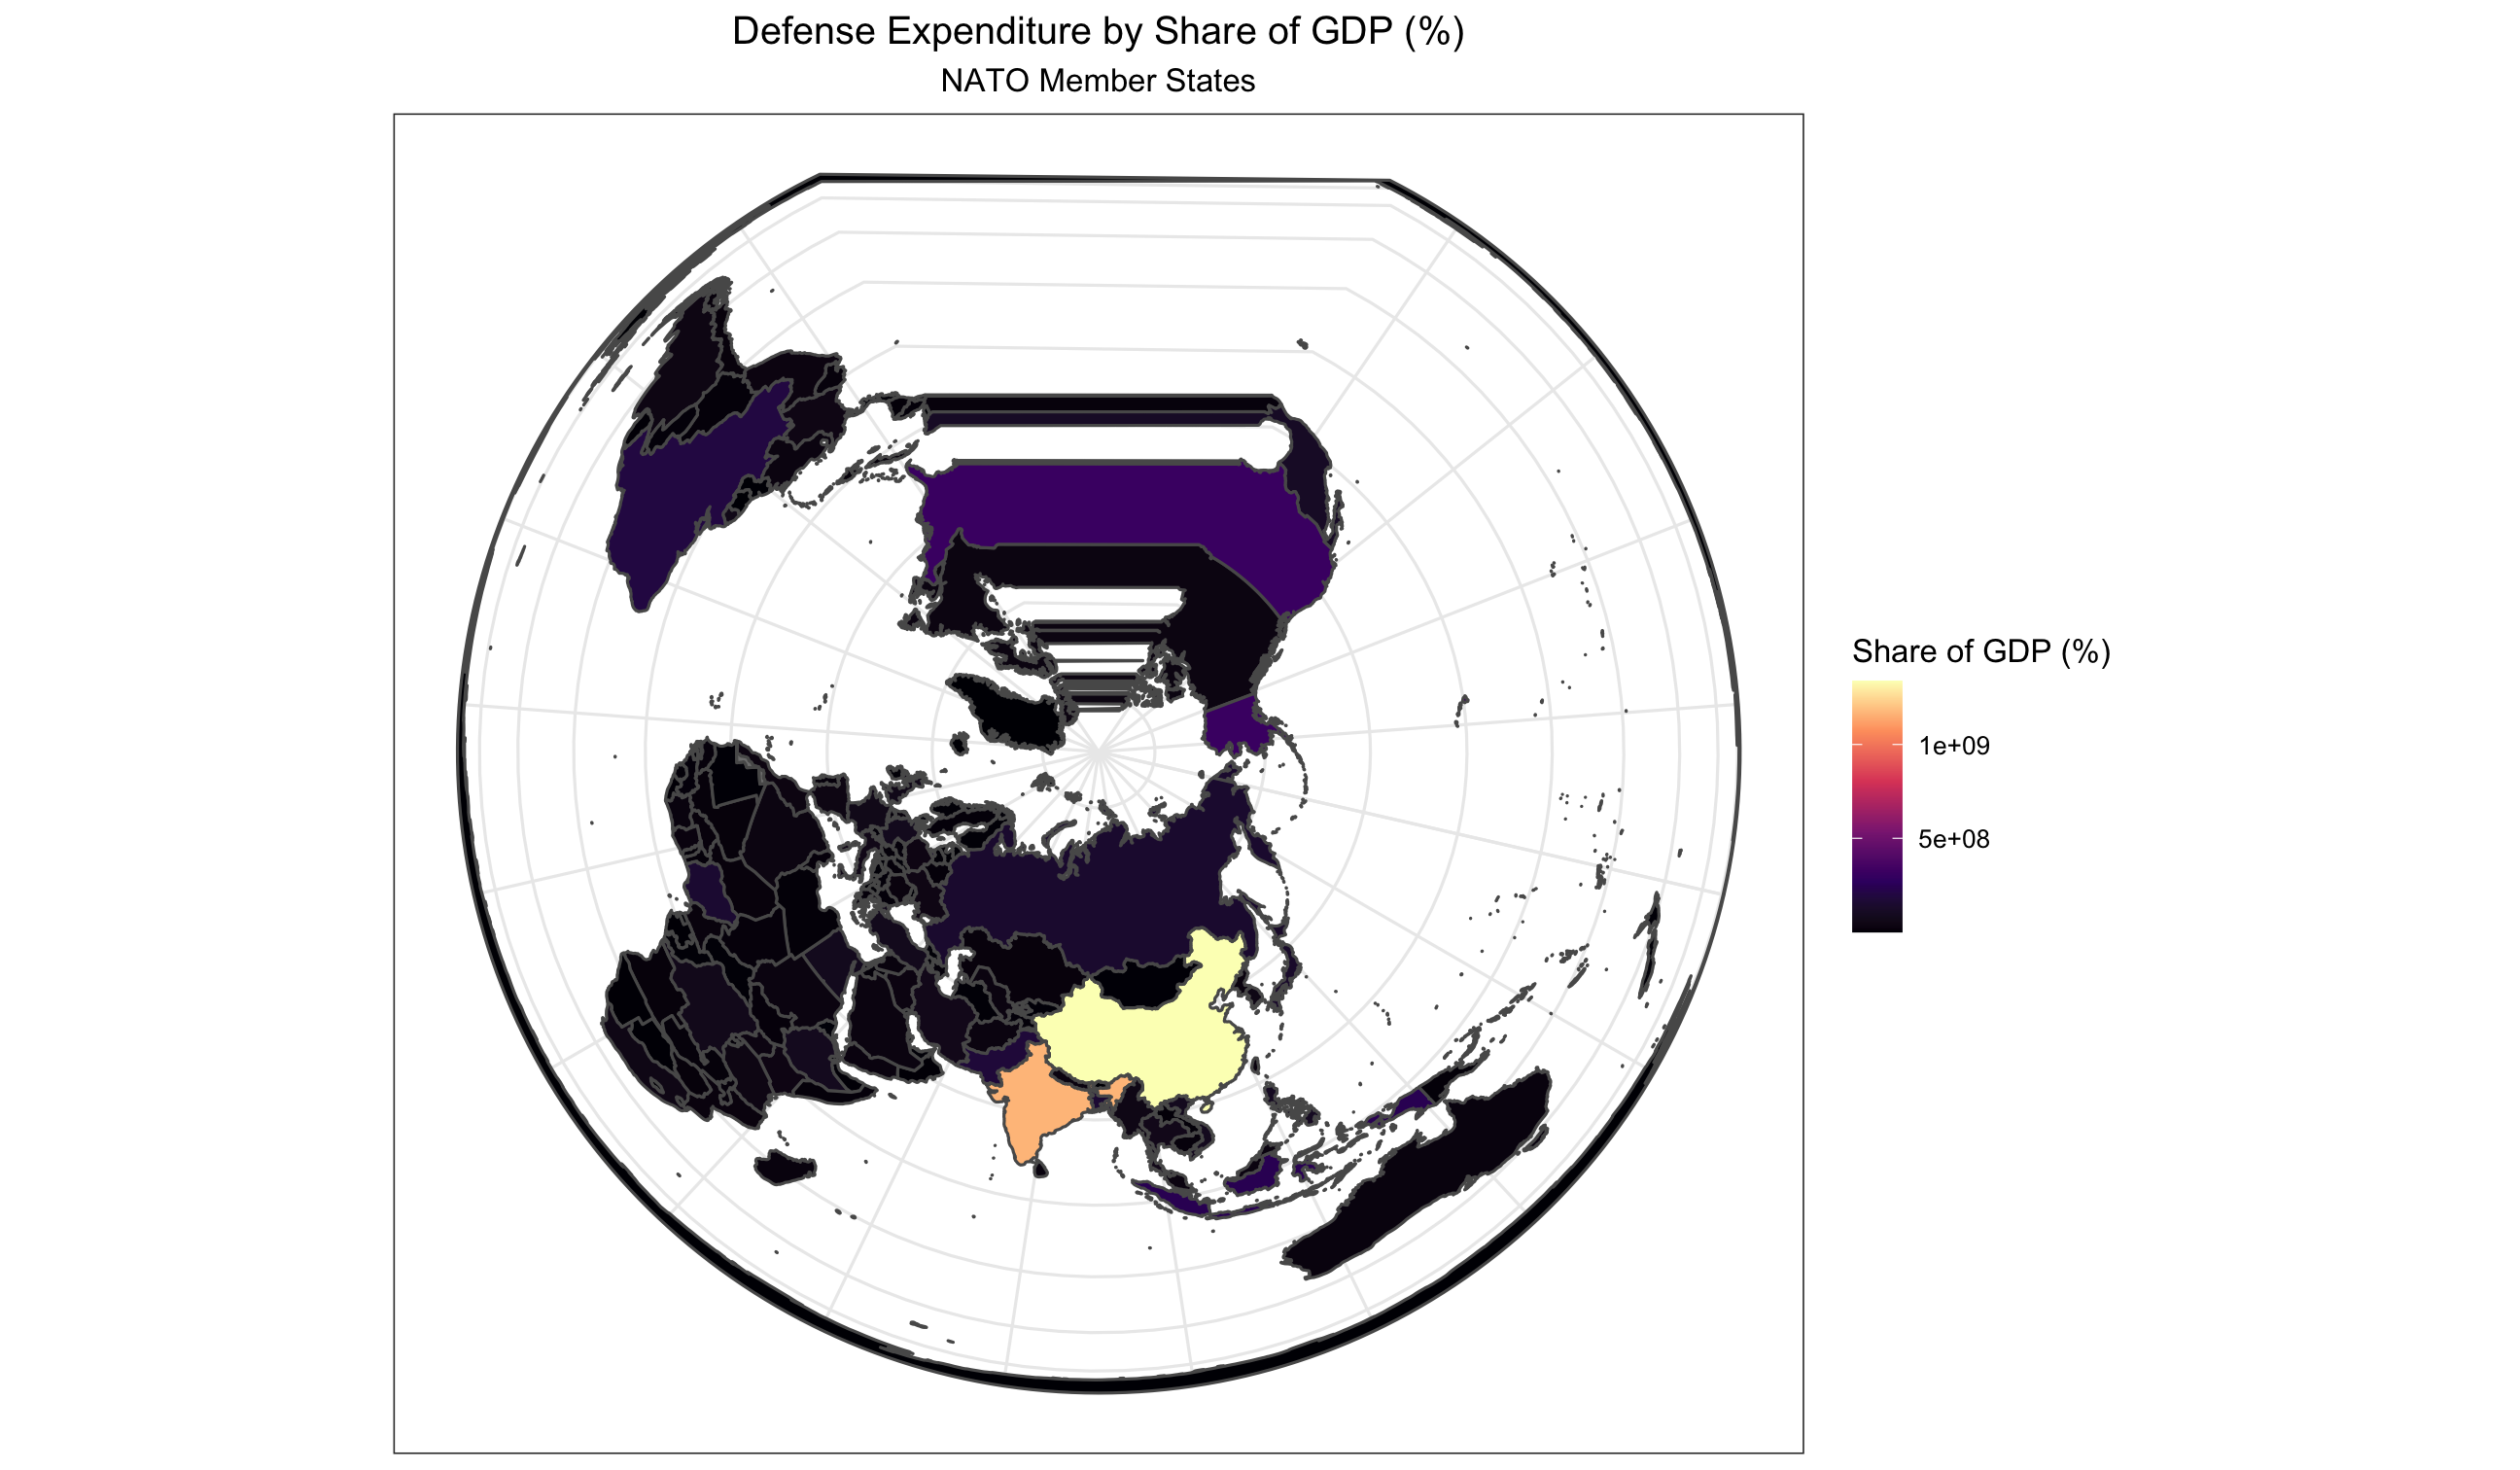 Defense Expenditure by Share of GDP (%)
NATO Member States
Share of GDP (%)
1e+09
5e+08